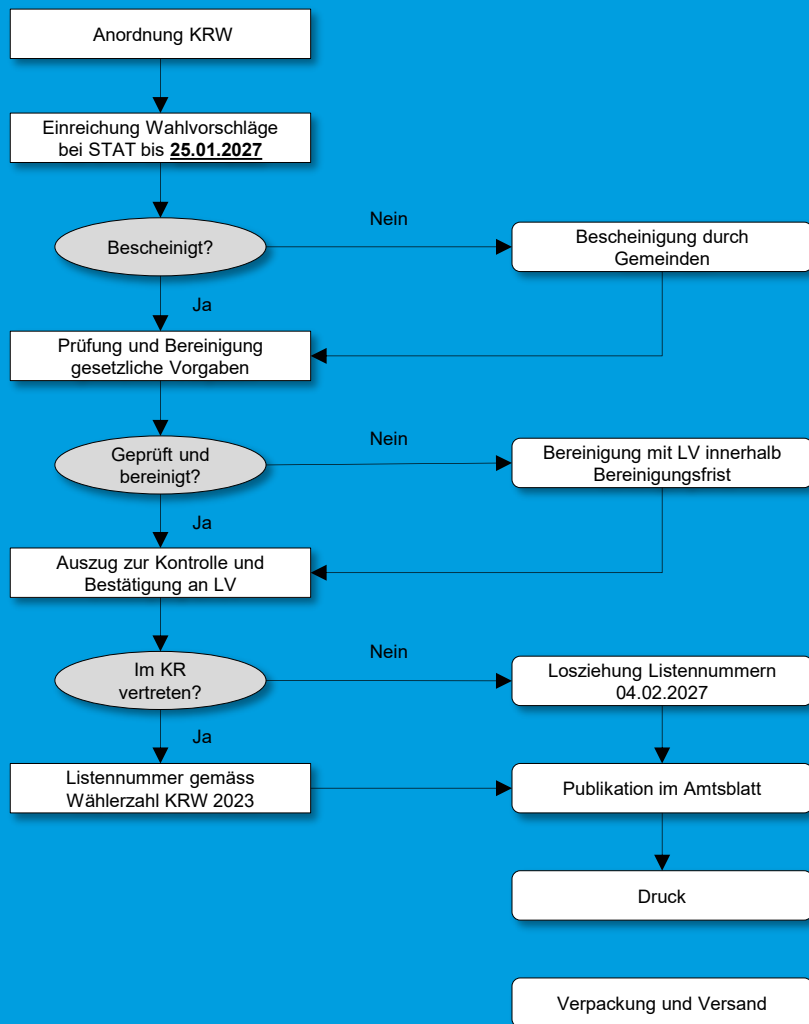 Anordnung KRW
Einreichung Wahlvorschläge
bei STAT bis 25.01.2027
Bescheinigt?
Nein
Bescheinigung durch
Gemeinden
Ja
Prüfung und Bereinigung
gesetzliche Vorgaben
Geprüft und
bereinigt?
Nein
Bereinigung mit LV innerhalb
Bereinigungsfrist
Ja
Auszug zur Kontrolle und
Bestätigung an LV
Im KR
vertreten?
Nein
Losziehung Listennummern
04.02.2027
Ja
Listennummer gemäss
Wählerzahl KRW 2023
Publikation im Amtsblatt
Druck
Verpackung und Versand